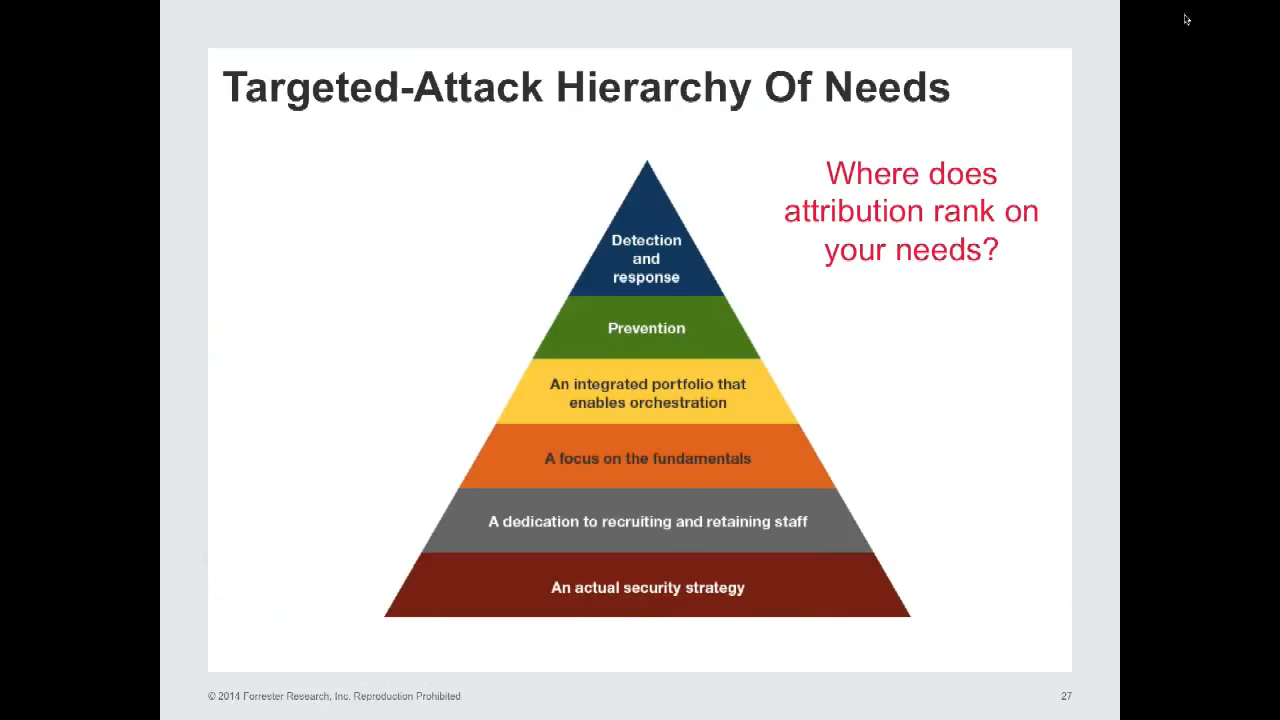 Targeted-Attack Hierarchy Of Needs
Where does
attribution rank on
your needs?
Detection
and
response
Prevention
An integrated portfolio that
enables orchestration
A focus on the fundamentals
A dedication to recruiting and retaining staff
An actual security strategy
© 2014 Forrester Research, Inc. Reproduction Prohibited
27